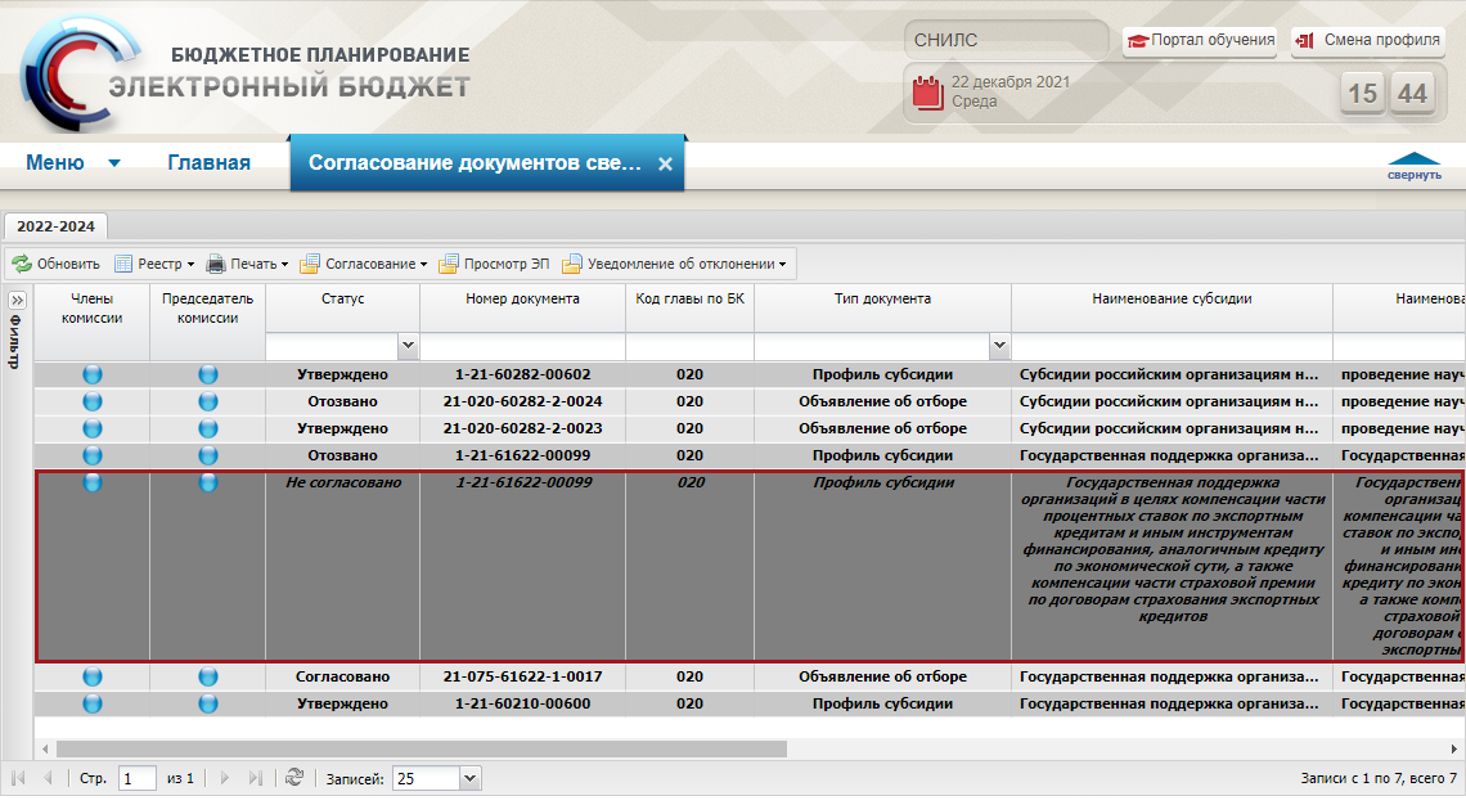 БЮДЖЕТНОЕ ПЛАНИРОВАНИЕ
ЭЛЕКТРОННЫЙ БЮДЖЕТ
СНИЛС
Портал обучения
Смена профиля
22 декабря 2021
Среда
15 44
Меню
Главная
Согласование документов све...
свернуть
2022-2024
Обновить Реестр Печать Согласование Просмотр ЭП Уведомление об отклонении
Фильтр
Члены комиссии
Председатель комиссии
Статус
Номер документа
Код главы по БК
Тип документа
Наименование субсидии
Наименова
Утверждено 1-21-60282-00602 020 Профиль субсидии Субсидии российским организациям н... проведение науч
Отозвано 21-020-60282-2-0024 020 Объявление об отборе Субсидии российским организациям н... проведение науч
Утверждено 21-020-60282-2-0023 020 Объявление об отборе Субсидии российским организациям н... проведение науч
Отозвано 1-21-61622-00099 020 Профиль субсидии Государственная поддержка организа... Государственная
Не согласовано 1-21-61622-00099 020 Профиль субсидии Государственная поддержка
организаций в целях компенсации части
процентных ставок по экспортным
кредитам и иным инструментам
финансирования, аналогичным кредиту
по экономической сути, а также
компенсации части страховой премии
по договорам страхования экспортных
кредитов
Государствен
организац
компенсации ча
ставок по экспо
и иным инс
финансировани
кредиту по экон
а также комп
страховой
договорам
экспортны
Согласовано 21-075-61622-1-0017 020 Объявление об отборе Государственная поддержка организа... Государственная
Утверждено 1-21-60210-00600 020 Профиль субсидии Государственная поддержка организа... Государственная
Стр. 1 из 1 Записей: 25 Записи с 1 по 7, всего 7